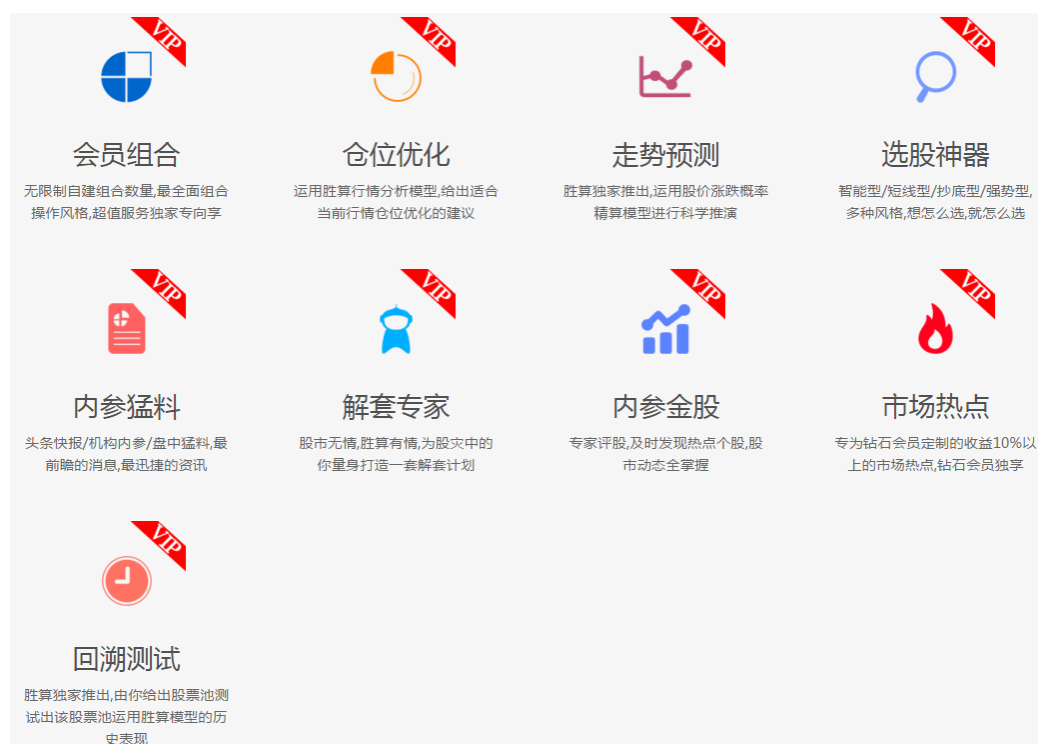 VIP
VIP
VIP
VIP
会员组合
仓位优化
走势预测
选股神器
无限制自建组合数量,最全面组合
操作风格,超值服务独家专向享
运用胜算行情分析模型,给出适合
当前行情仓位优化的建议
胜算独家推出,运用股价涨跌概率
精算模型进行科学推演
智能型/短线型/抄底型/强势型,
多种风格,想怎么选,就怎么选
VIP
VIP
VIP
VIP
内参猛料
解套专家
内参金股
市场热点
头条快报/机构内参/盘中猛料,最
前瞻的消息,最迅捷的资讯
股市无情,胜算有情,为股灾中的
你量身打造一套解套计划
专家评股,及时发现热点个股,股
市动态全掌握
专为钻石会员定制的收益10%以
上的市场热点,钻石会员独享
VIP
回溯测试
胜算独家推出,由你给出股票池测
试出该股票池运用胜算模型的历
史表现